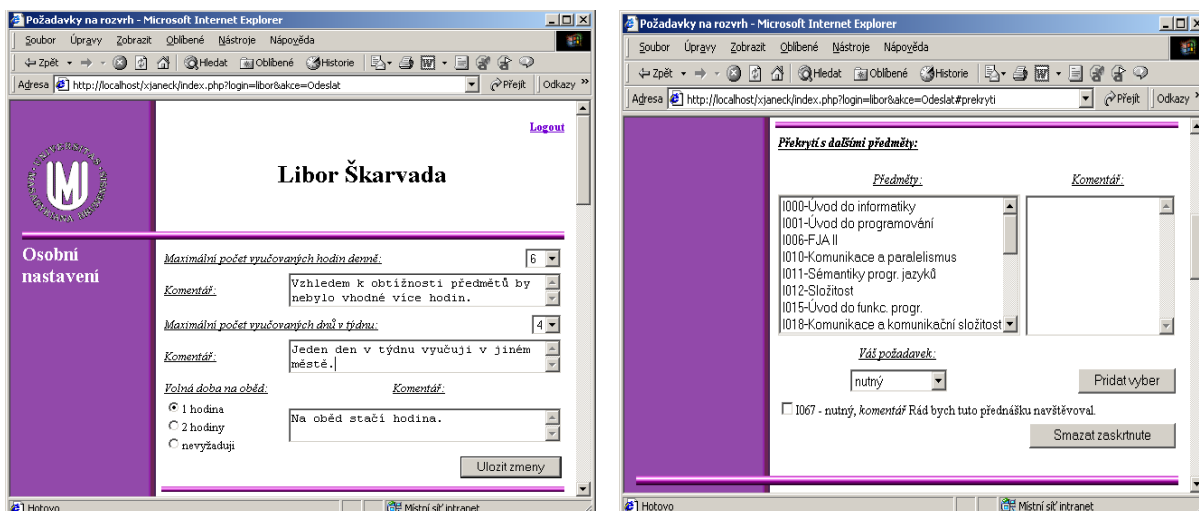 Požadavky na rozvrh - Microsoft Internet Explorer
Soubor Úpravy Zobrazit Oblíbené Nástroje Nápověda
Zpět Hledat Oblíbené Historie
Adresa http://localhost/xjaneck/index.php?login=libor&akce=Odeslat Přejít Odkazy »
Logout
Libor Škarvada
Osobní
nastavení
Maximální počet vyučovaných hodin denně: 6
Komentář: Vzhledem k obtížnosti předmětů by
nebylo vhodné více hodin.
Maximální počet vyučovaných dnů v týdnu: 4
Komentář: Jeden den v týdnu vyučuji v jiném
městě.
Volná doba na oběd: Komentář:
1 hodina
2 hodiny
nevyžaduji
Na oběd stačí hodina.
Ulozit zmeny
Hotovo Místní síť intranet
Požadavky na rozvrh - Microsoft Internet Explorer
Soubor Úpravy Zobrazit Oblíbené Nástroje Nápověda
Zpět Hledat Oblíbené Historie
Adresa http://localhost/xjaneck/index.php?login=libor&akce=Odeslat#prekryti Přejít Odkazy »
Překrytí s dalšími předměty:
Předměty: Komentář:
I000-Úvod do informatiky
I001-Úvod do programování
I006-FJA II
I010-Komunikace a paralelismus
I011-Sémantiky progr. jazyků
I012-Složitost
I015-Úvod do funkc. progr.
I018-Komunikace a komunikační složitost
Váš požadavek:
nutný Pridat vyber
I067 - nutný, komentář Rád bych tuto přednášku navštěvoval.
Smazat zaskrtnute
Hotovo Místní síť intranet